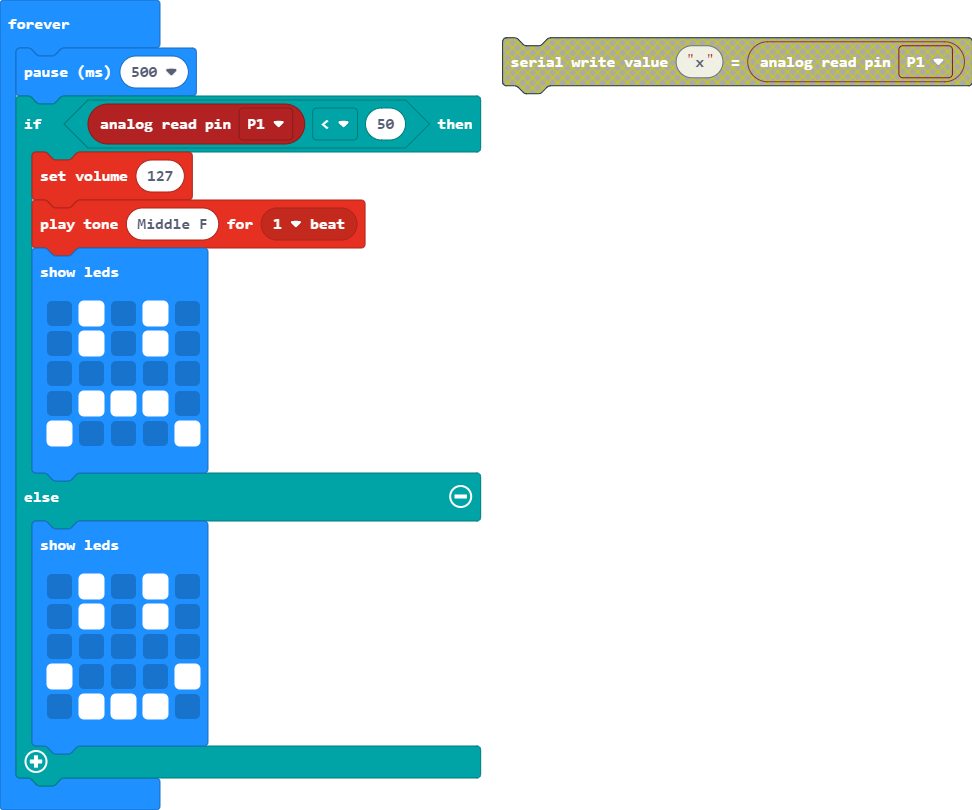 forever
pause (ms) 500
serial write value "x" = analog read pin P1
if analog read pin P1 < 50 then
set volume 127
play tone Middle F for 1 beat
show leds
else
show leds